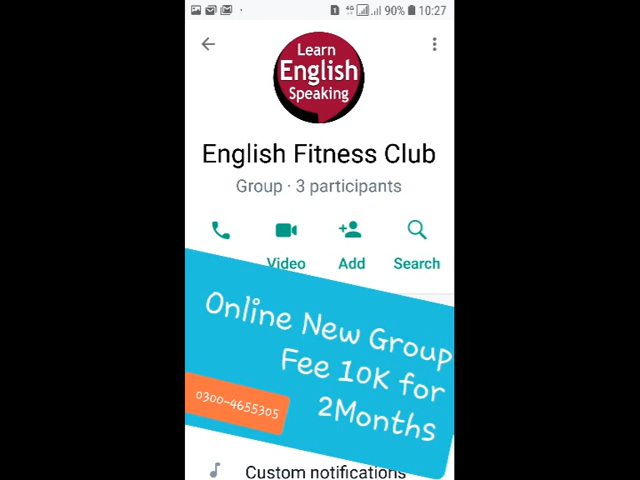 4G
90%
10:27
Learn
English
Speaking
English Fitness Club
Group · 3 participants
Video
Add
Search
Online New Group
Fee 10K for
2Months
0300-4655305
Custom notifications